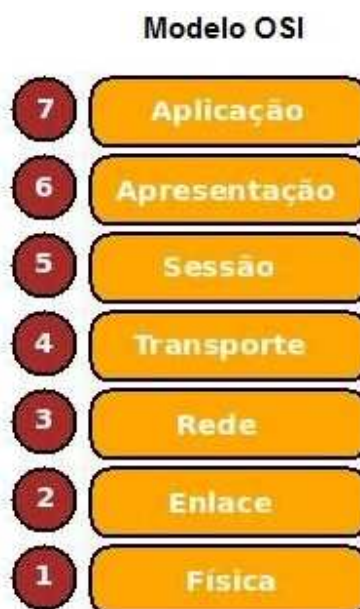 Modelo OSI
7 Aplicação
6 Apresentação
5 Sessão
4 Transporte
3 Rede
2 Enlace
1 Física